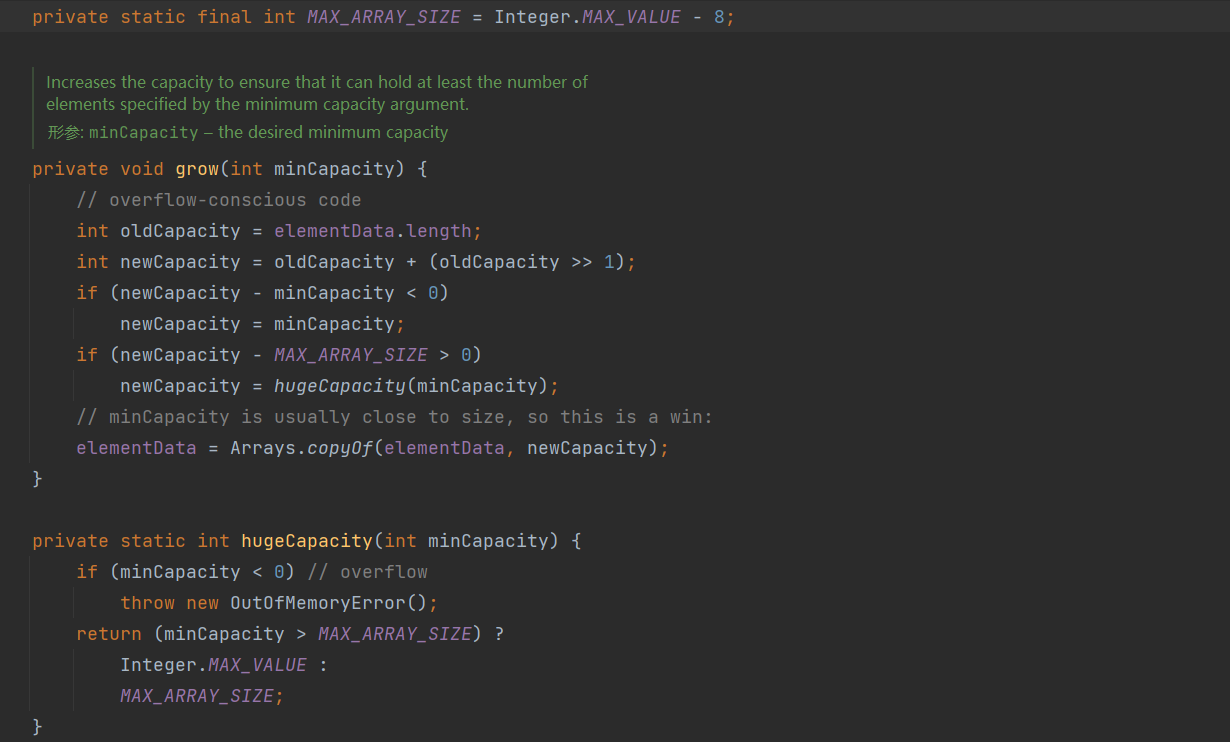 private static final int MAX_ARRAY_SIZE = Integer.MAX_VALUE - 8;
Increases the capacity to ensure that it can hold at least the number of
elements specified by the minimum capacity argument.
形参: minCapacity – the desired minimum capacity
private void grow(int minCapacity) {
    // overflow-conscious code
    int oldCapacity = elementData.length;
    int newCapacity = oldCapacity + (oldCapacity >> 1);
    if (newCapacity - minCapacity < 0)
        newCapacity = minCapacity;
    if (newCapacity - MAX_ARRAY_SIZE > 0)
        newCapacity = hugeCapacity(minCapacity);
    // minCapacity is usually close to size, so this is a win:
    elementData = Arrays.copyOf(elementData, newCapacity);
}
private static int hugeCapacity(int minCapacity) {
    if (minCapacity < 0) // overflow
        throw new OutOfMemoryError();
    return (minCapacity > MAX_ARRAY_SIZE) ?
        Integer.MAX_VALUE :
        MAX_ARRAY_SIZE;
}